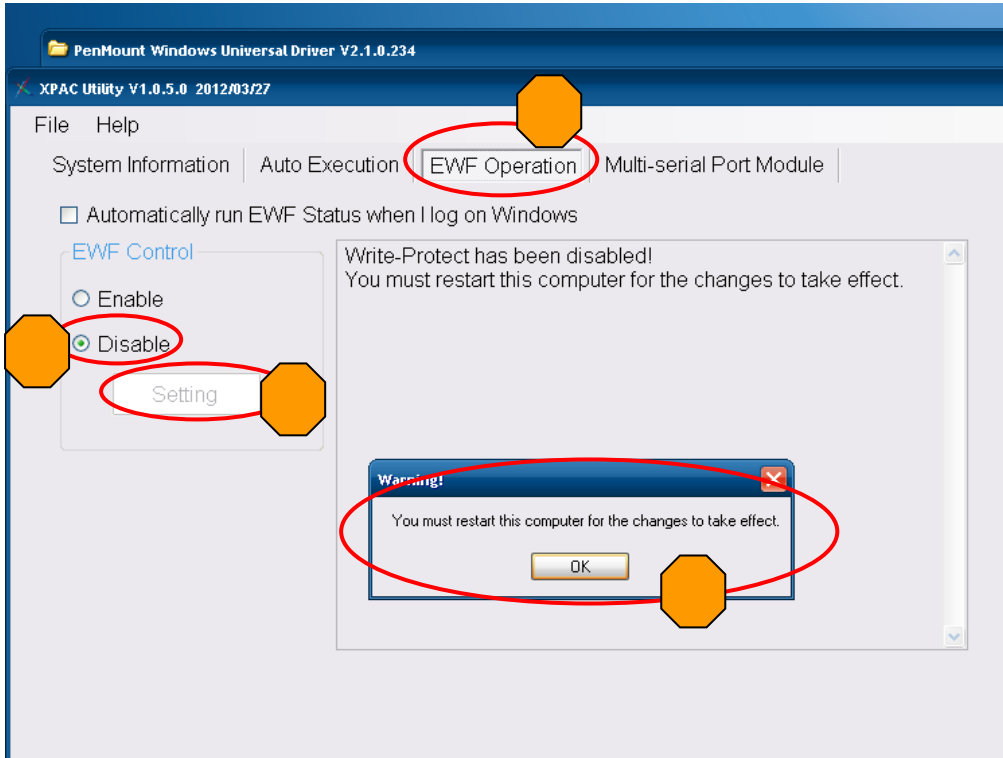 PenMount Windows Universal Driver V2.1.0.234
XPAC Utility V1.0.5.0 2012/03/27
File Help
System Information Auto Execution EWF Operation Multi-serial Port Module
Automatically run EWF Status when I log on Windows
EWF Control
Enable
Disable
Setting
Write-Protect has been disabled!
You must restart this computer for the changes to take effect.
Warning!
You must restart this computer for the changes to take effect.
OK